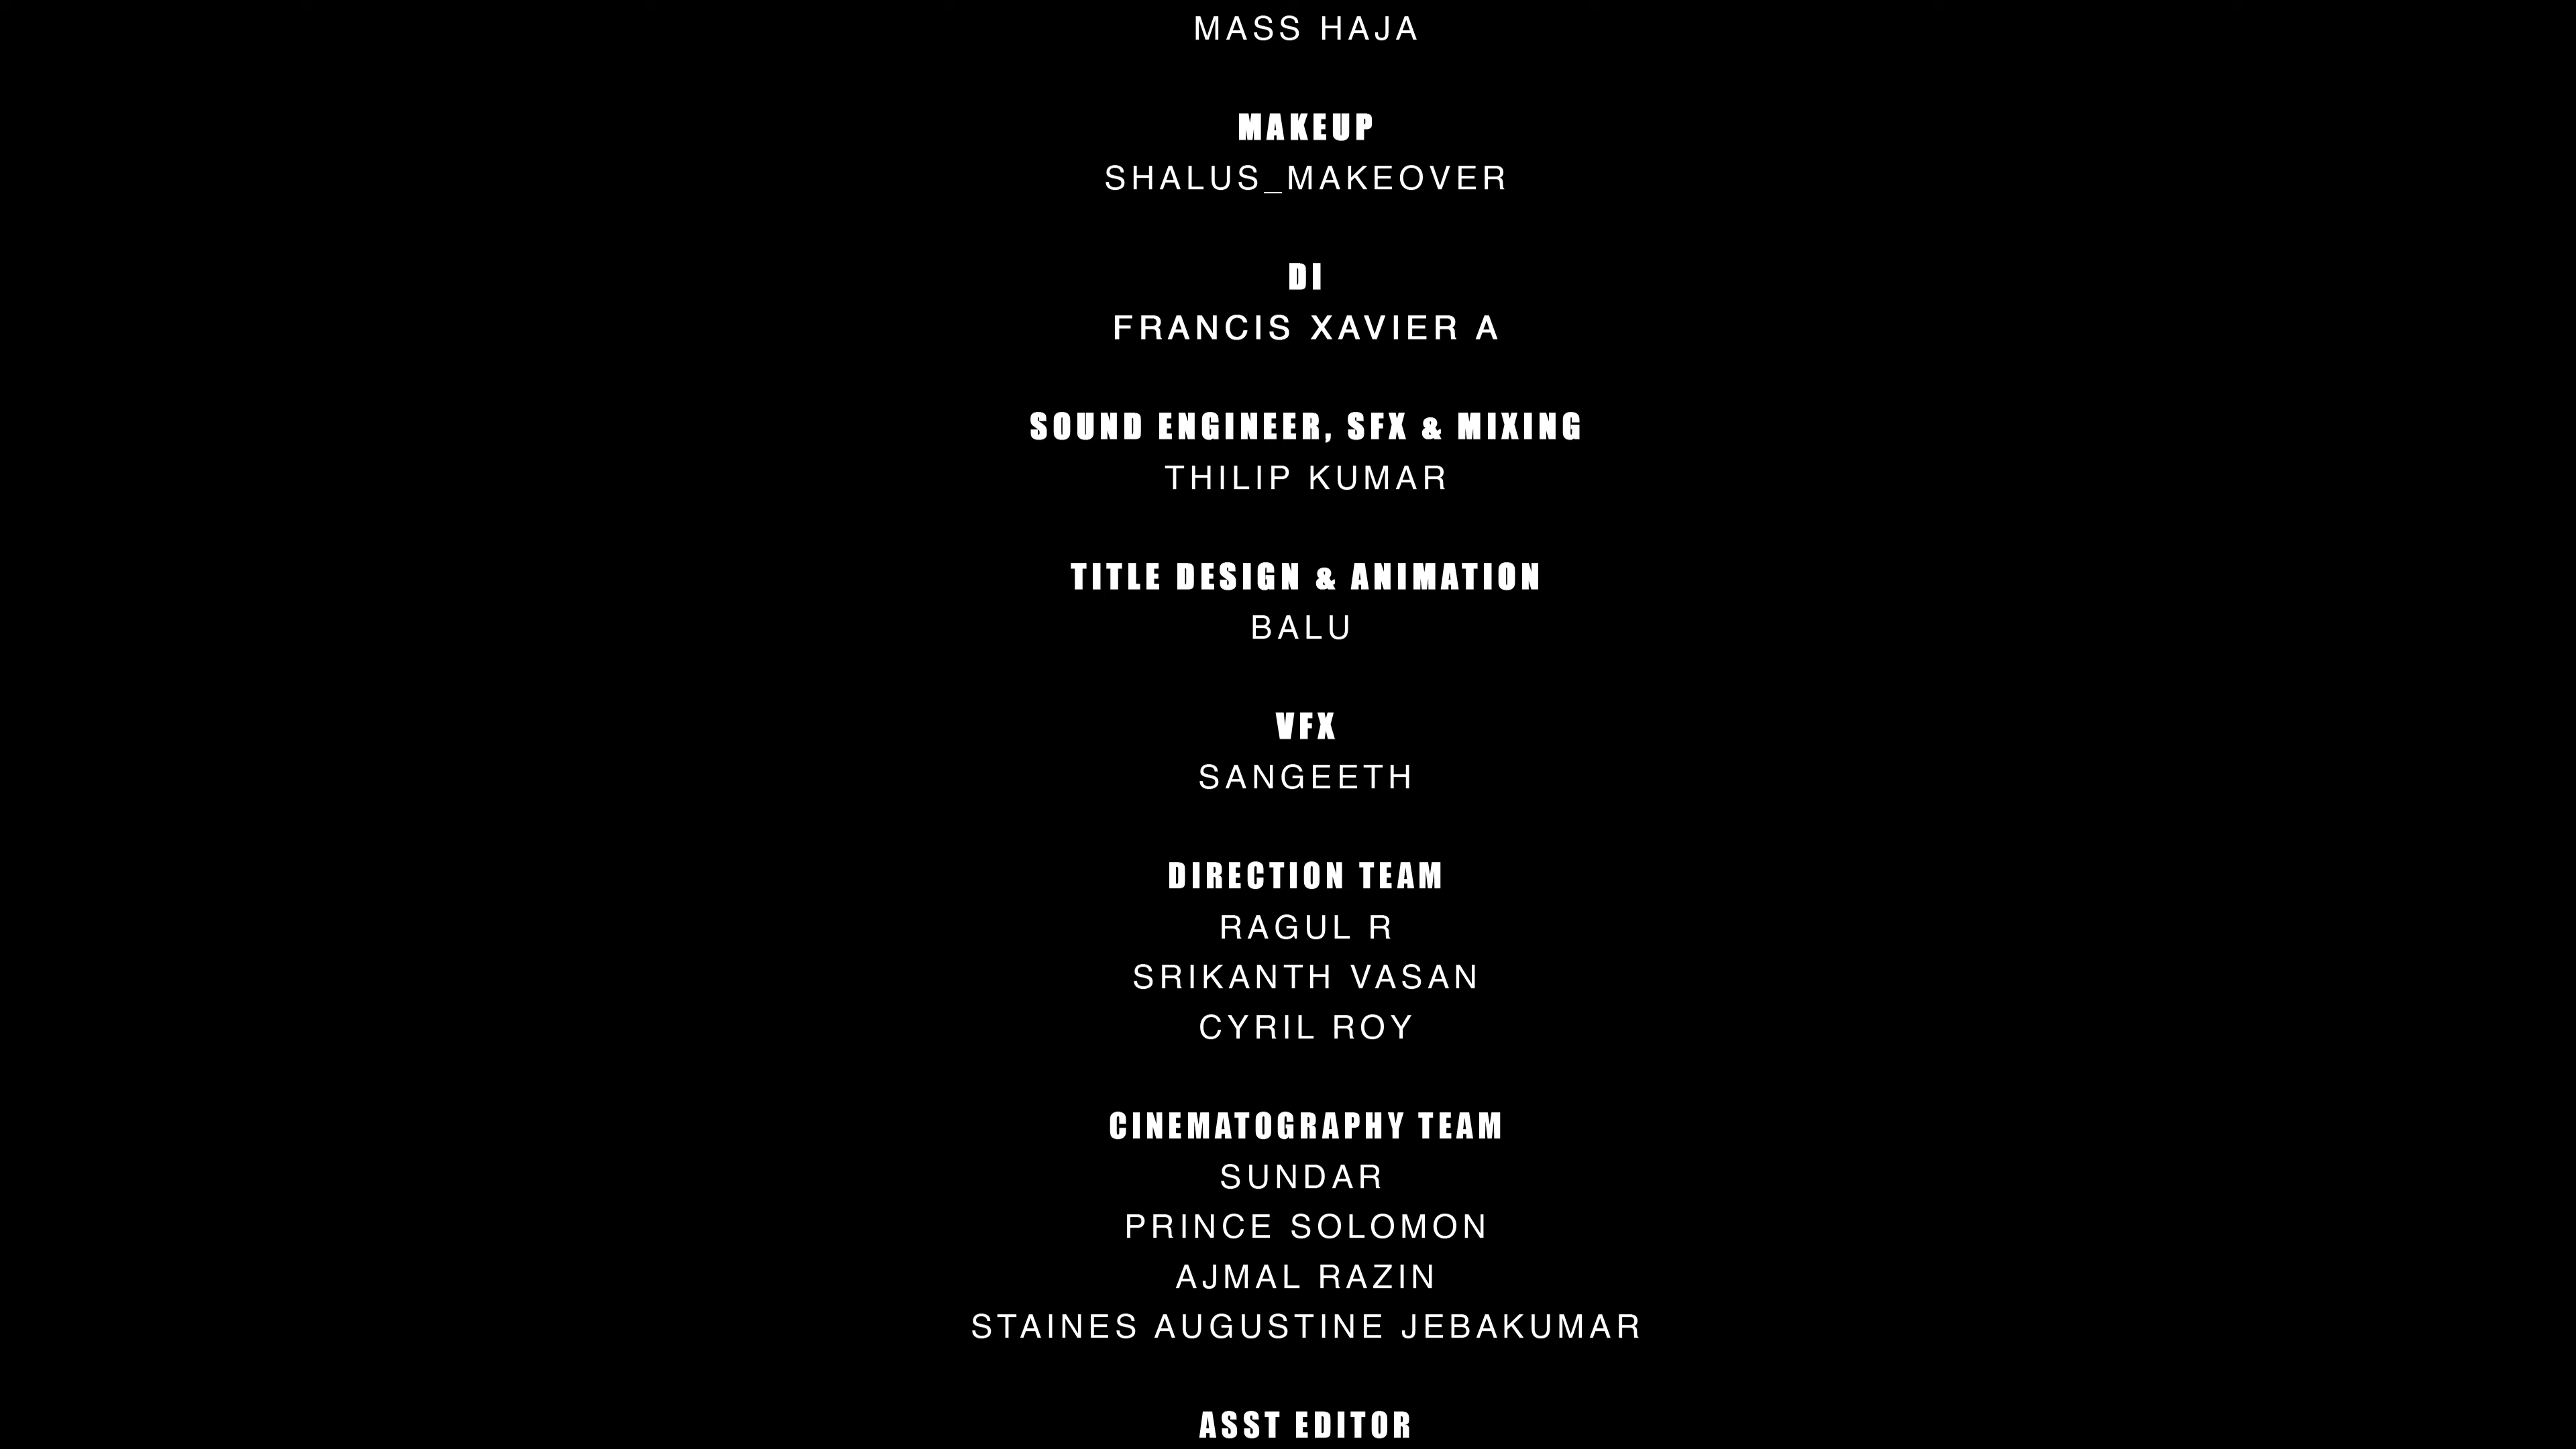 MASS HAJA
MAKEUP
SHALUS_MAKEOVER
DI
FRANCIS XAVIER A
SOUND ENGINEER, SFX & MIXING
THILIP KUMAR
TITLE DESIGN & ANIMATION
BALU
VFX
SANGEETH
DIRECTION TEAM
RAGUL R
SRIKANTH VASAN
CYRIL ROY
CINEMATOGRAPHY TEAM
SUNDAR
PRINCE SOLOMON
AJMAL RAZIN
STAINES AUGUSTINE JEBAKUMAR
ASST EDITOR